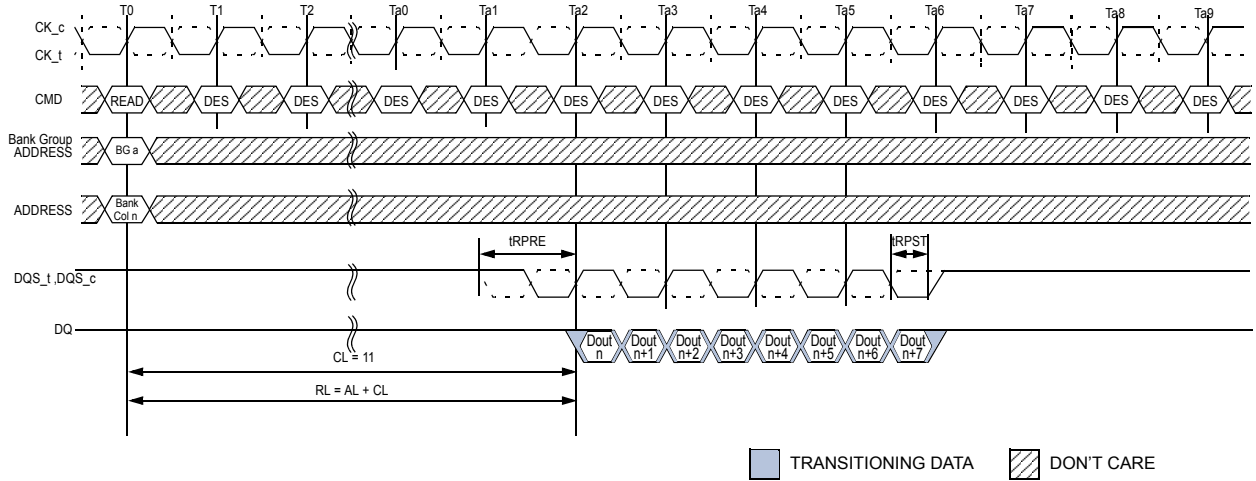 T0 T1 T2 Ta0 Ta1 Ta2 Ta3 Ta4 Ta5 Ta6 Ta7 Ta8 Ta9
CK_c
CK_t
CMD READ DES DES DES DES DES DES DES DES DES DES DES DES
Bank Group
ADDRESS BG a
ADDRESS Bank
Col n
tRPRE tRPST
DQS_t ,DQS_c
DQ Dout Dout Dout Dout Dout Dout Dout Dout
n n+1 n+2 n+3 n+4 n+5 n+6 n+7
CL = 11
RL = AL + CL
TRANSITIONING DATA DON'T CARE